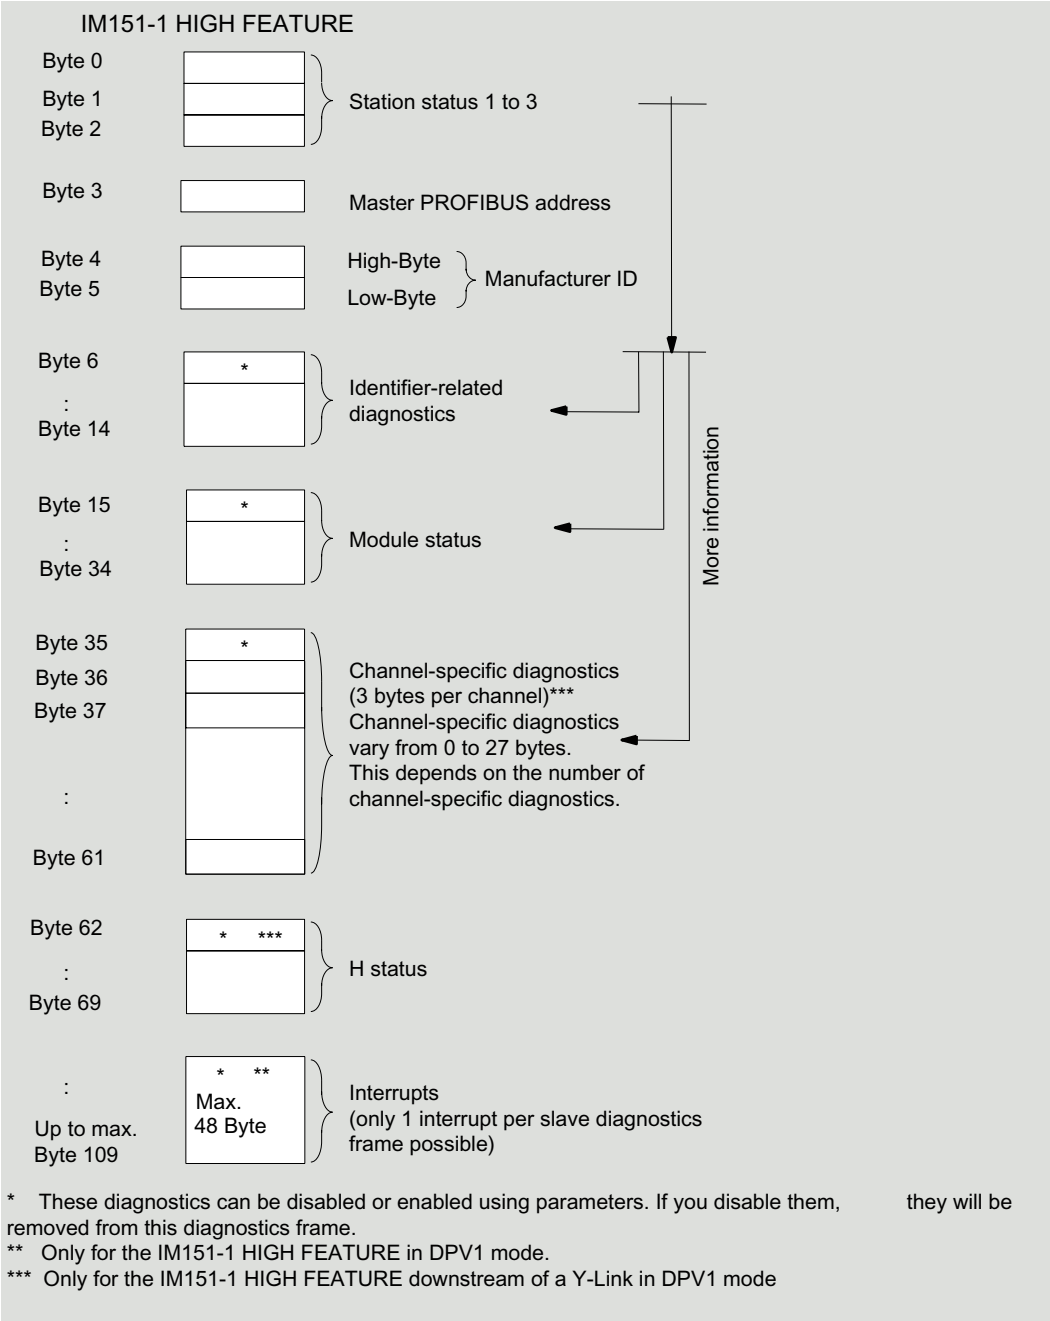 IM151-1 HIGH FEATURE
Byte 0
Byte 1
Byte 2
Station status 1 to 3
Byte 3
Master PROFIBUS address
Byte 4
Byte 5
High-Byte
Low-Byte
Manufacturer ID
Byte 6
:
Byte 14
*
Identifier-related
diagnostics
More information
Byte 15
:
Byte 34
*
Module status
Byte 35
Byte 36
Byte 37
:
Byte 61
*
Channel-specific diagnostics
(3 bytes per channel)***
Channel-specific diagnostics
vary from 0 to 27 bytes.
This depends on the number of
channel-specific diagnostics.
Byte 62
:
Byte 69
* ***
H status
:
Up to max.
Byte 109
* **
Max.
48 Byte
Interrupts
(only 1 interrupt per slave diagnostics
frame possible)
* These diagnostics can be disabled or enabled using parameters. If you disable them, they will be
removed from this diagnostics frame.
** Only for the IM151-1 HIGH FEATURE in DPV1 mode.
*** Only for the IM151-1 HIGH FEATURE downstream of a Y-Link in DPV1 mode